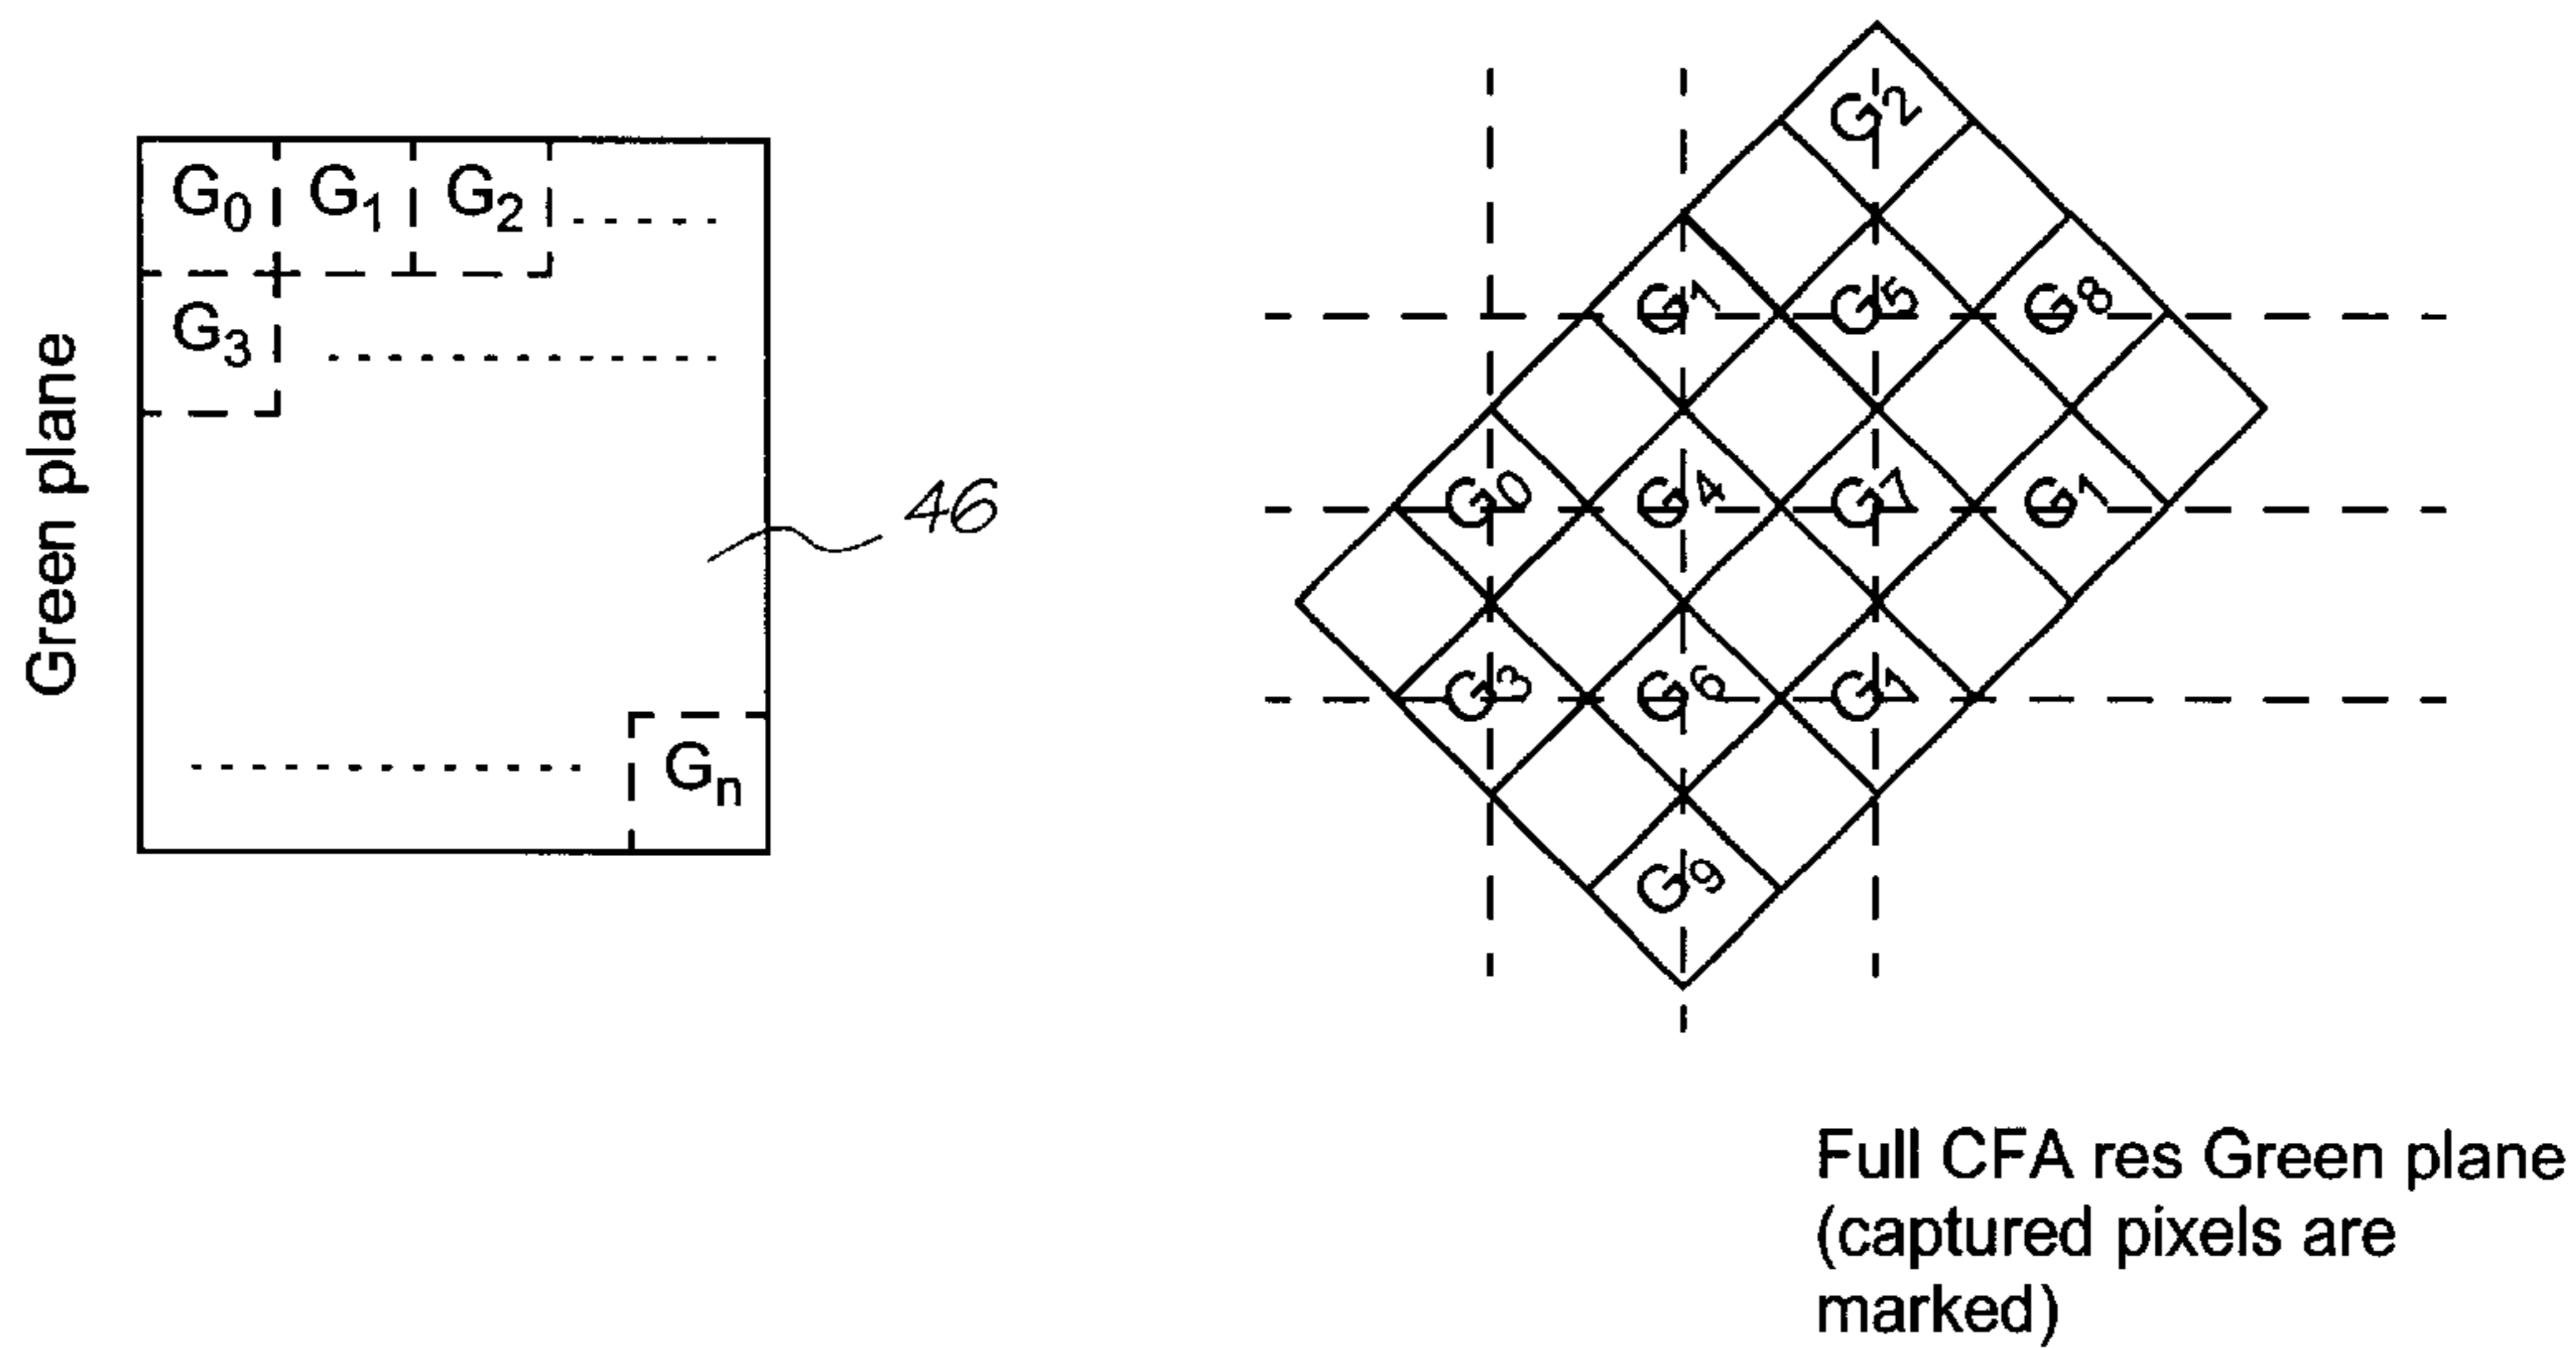 Green plane
G0 G1 G2
G3
Gn
46
G2
G1 G5 G8
G0 G4 G7 G1
G3 G6 G1
G9
Full CFA res Green plane
(captured pixels are
marked)